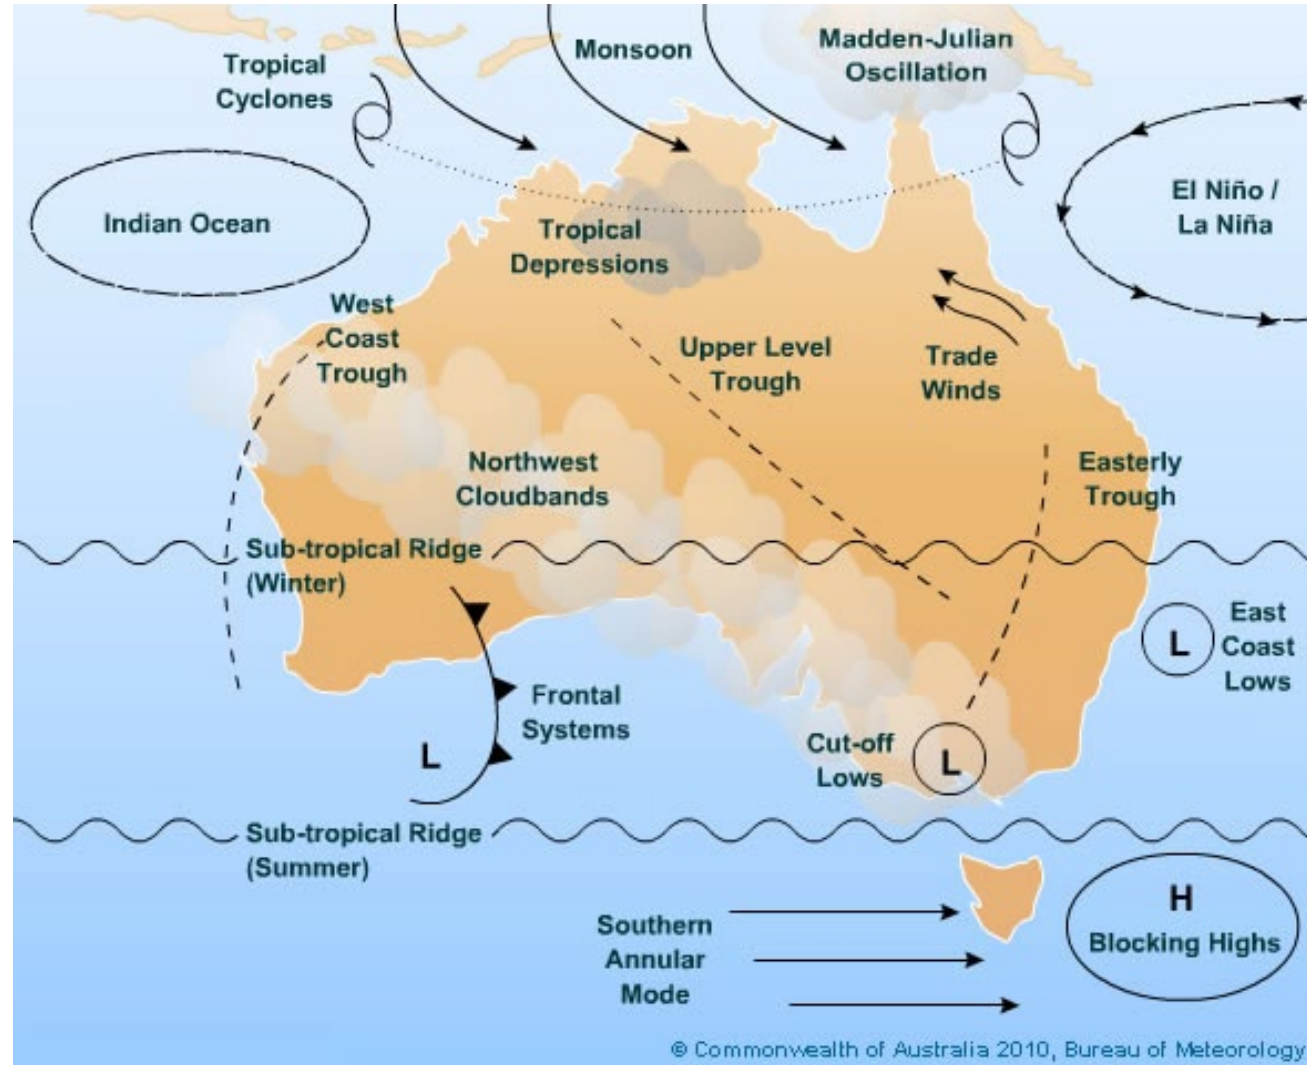 Madden-Julian
Oscillation
Monsoon
Tropical
Cyclones
El Niño /
La Niña
Indian Ocean
Tropical
Depressions
West
Coast
Trough
Upper Level
Trough
Trade
Winds
Northwest
Cloudbands
Easterly
Trough
Sub-tropical Ridge
(Winter)
East
Coast
Lows
L
Frontal
Systems
L
Cut-off
Lows
L
Sub-tropical Ridge
(Summer)
H
Blocking Highs
Southern
Annular
Mode
© Commonwealth of Australia 2010, Bureau of Meteorology